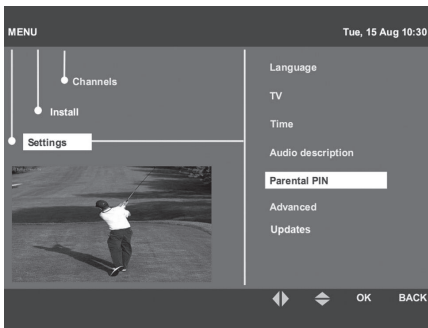 MENU
Tue, 15 Aug 10:30
Channels
Install
Settings
Language
TV
Time
Audio description
Parental PIN
Advanced
Updates
OK
BACK